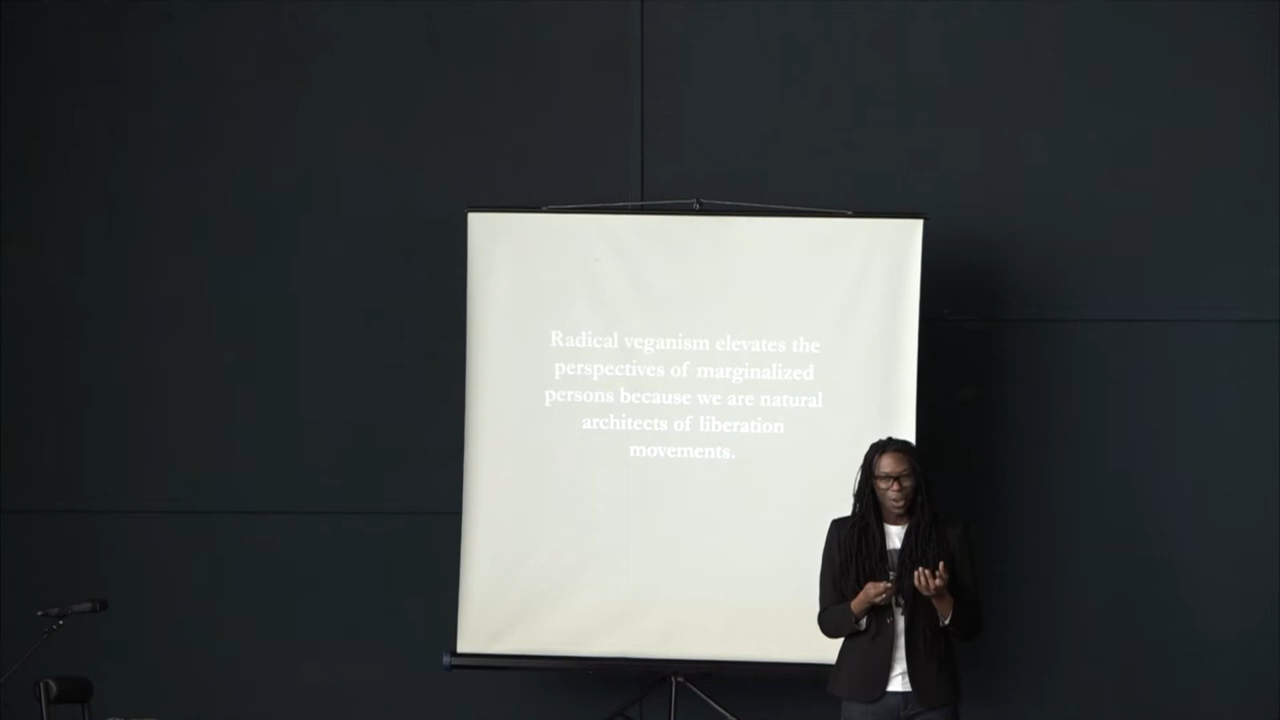 Radical veganism elevates the
perspectives of marginalized
persons because we are natural
architects of liberation
movements.